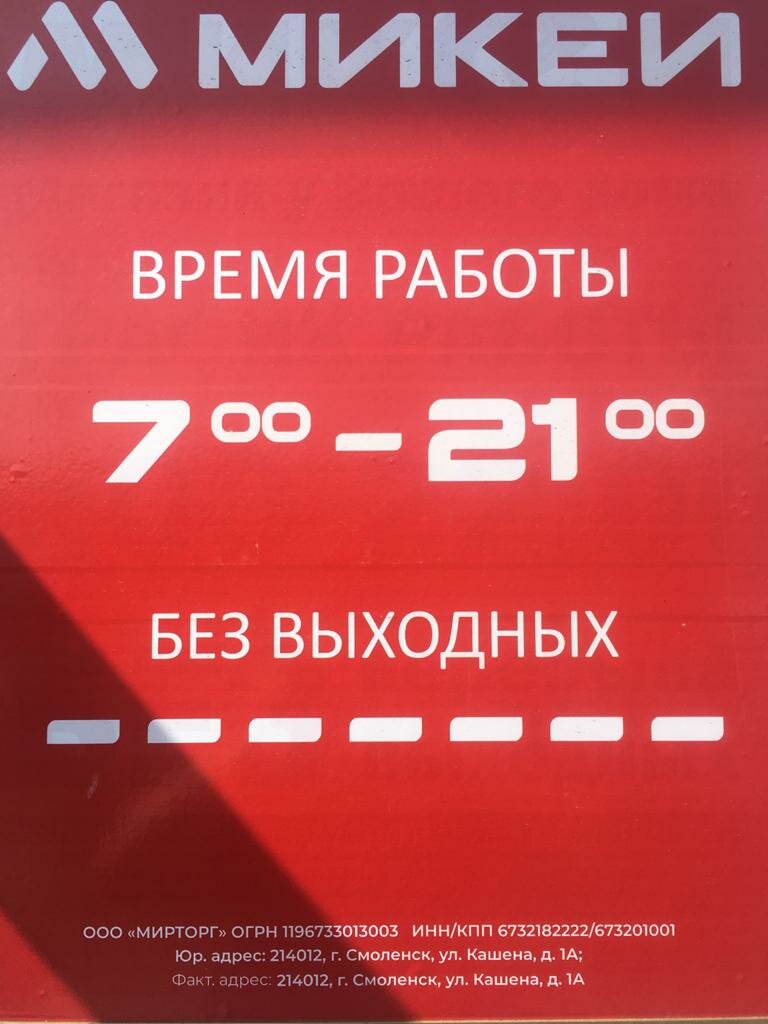 МИКЕЙ
ВРЕМЯ РАБОТЫ
7⁰⁰ – 21⁰⁰
БЕЗ ВЫХОДНЫХ
ООО «МИРТОРГ» ОГРН 1196733013003 ИНН/КПП 6732182222/673201001
Юр. адрес: 214012, г. Смоленск, ул. Кашена, д. 1А;
Факт. адрес: 214012, г. Смоленск, ул. Кашена, д. 1А